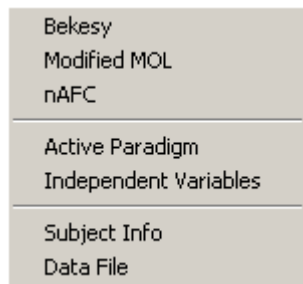 Bekesy
Modified MOL
nAFC
Active Paradigm
Independent Variables
Subject Info
Data File